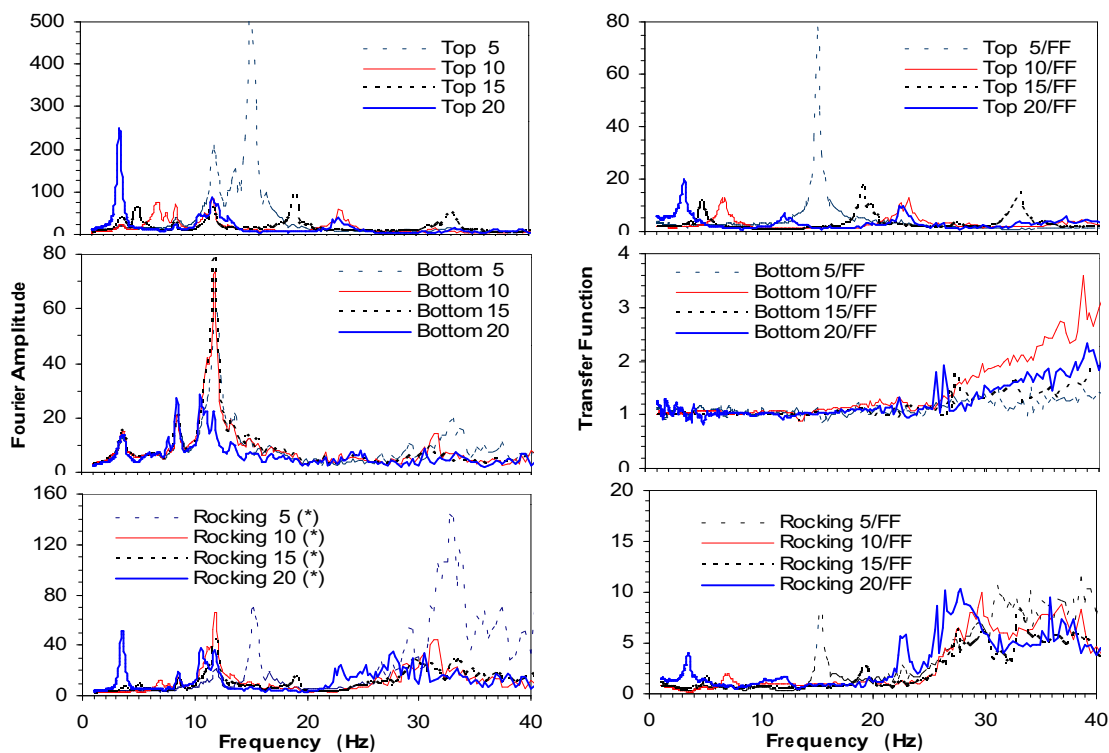 500
400
300
200
100
0
Top 5
Top 10
Top 15
Top 20
80
60
40
20
0
Top 5/FF
Top 10/FF
Top 15/FF
Top 20/FF
Fourier Amplitude
80
60
40
20
0
Bottom 5
Bottom 10
Bottom 15
Bottom 20
Transfer Function
4
3
2
1
0
Bottom 5/FF
Bottom 10/FF
Bottom 15/FF
Bottom 20/FF
160
120
80
40
0
Rocking 5 (*)
Rocking 10 (*)
Rocking 15 (*)
Rocking 20 (*)
0 10 20 30 40
Frequency (Hz)
20
15
10
5
0
Rocking 5/FF
Rocking 10/FF
Rocking 15/FF
Rocking 20/FF
0 10 20 30 40
Frequency (Hz)